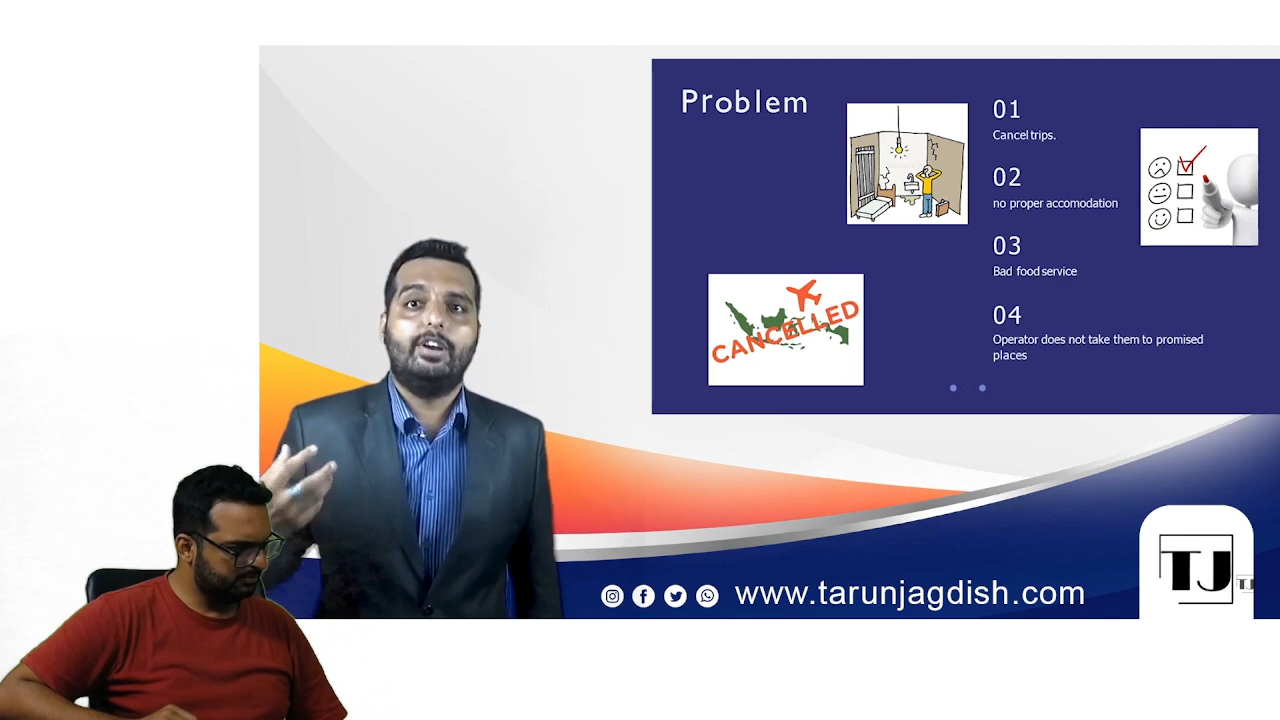 Problem
01
Cancel trips.
02
no proper accomodation
03
Bad food service
04
Operator does not take them to promised
places
CANCELLED
www.tarunjagdish.com
TJ